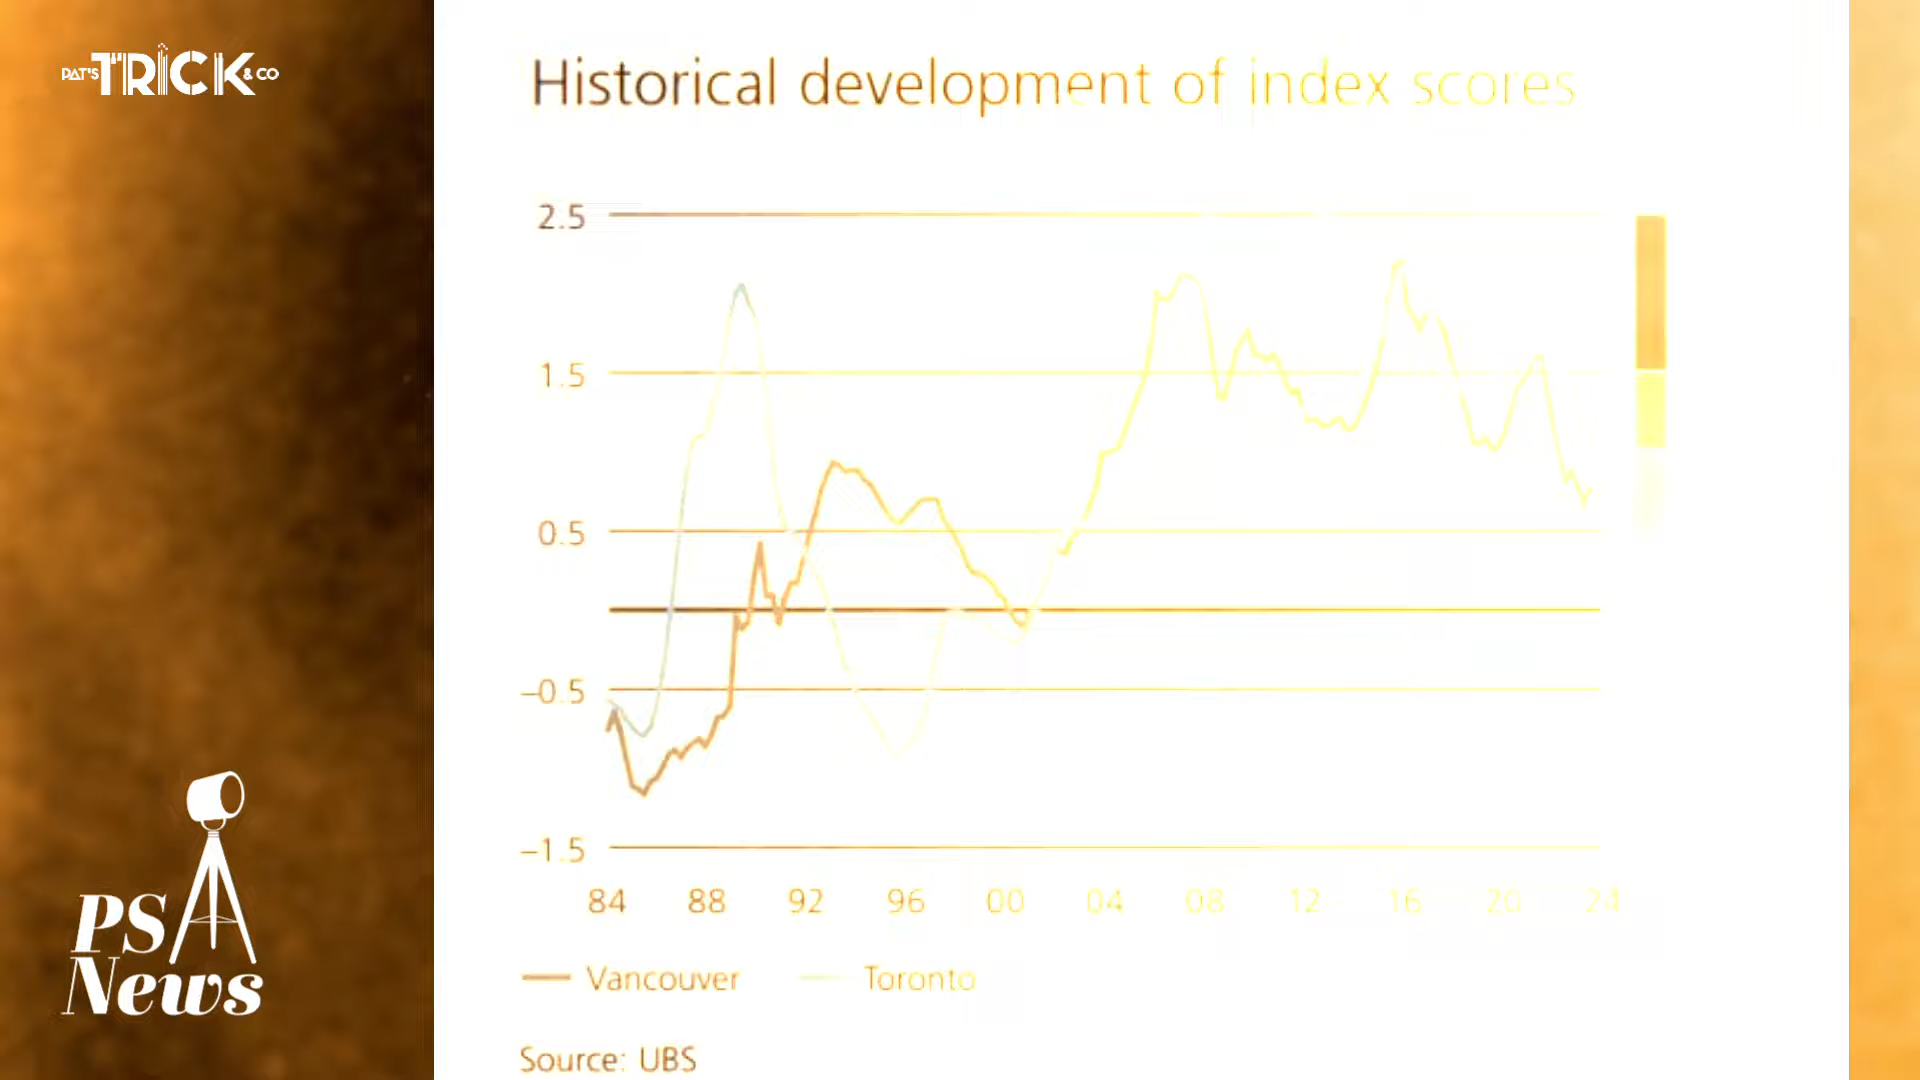 PAT'S TRICK & CO
Historical development of index scores
2.5
1.5
0.5
–0.5
–1.5
84 88 92 96 00 04 08 12 16 20 24
Vancouver Toronto
Source: UBS
PS
News